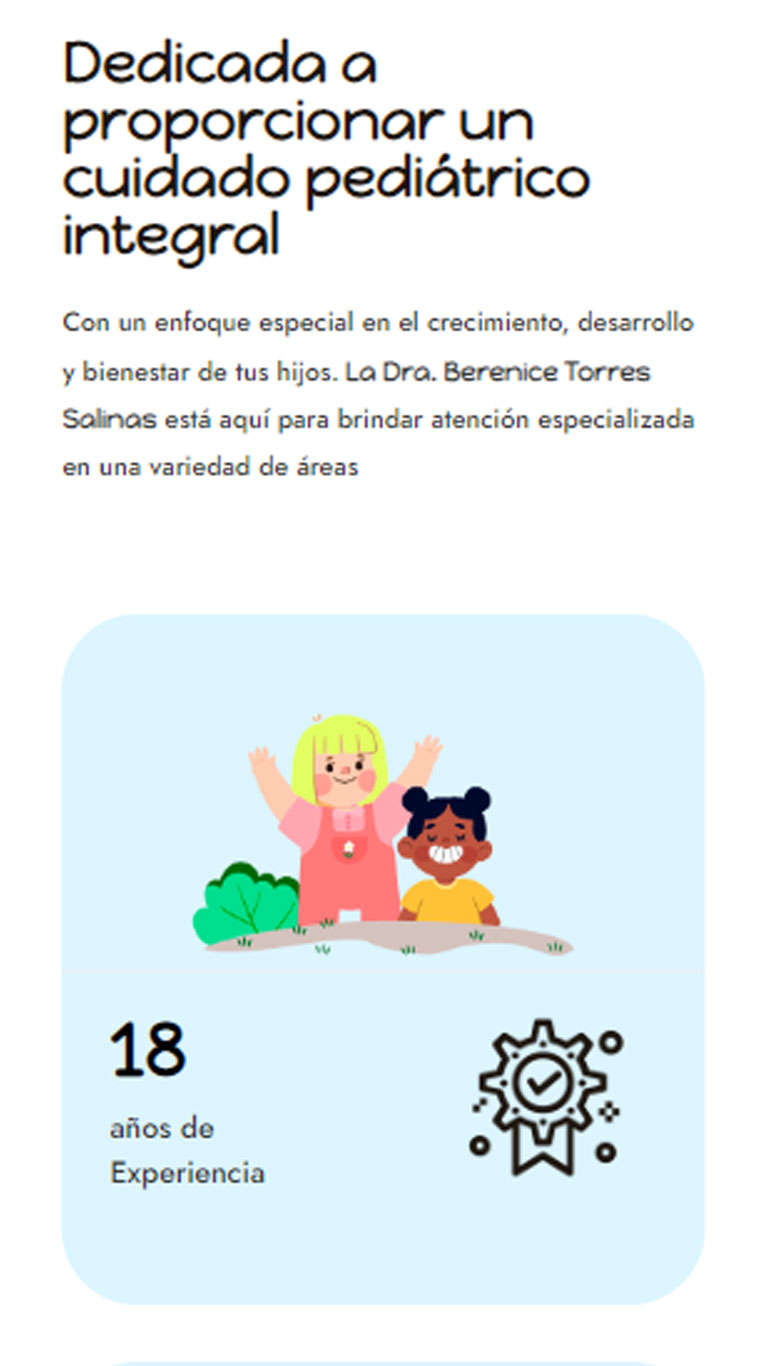 Dedicada a
proporcionar un
cuidado pediátrico
integral
Con un enfoque especial en el crecimiento, desarrollo
y bienestar de tus hijos. La Dra. Berenice Torres
Salinas está aquí para brindar atención especializada
en una variedad de áreas
18
años de
Experiencia